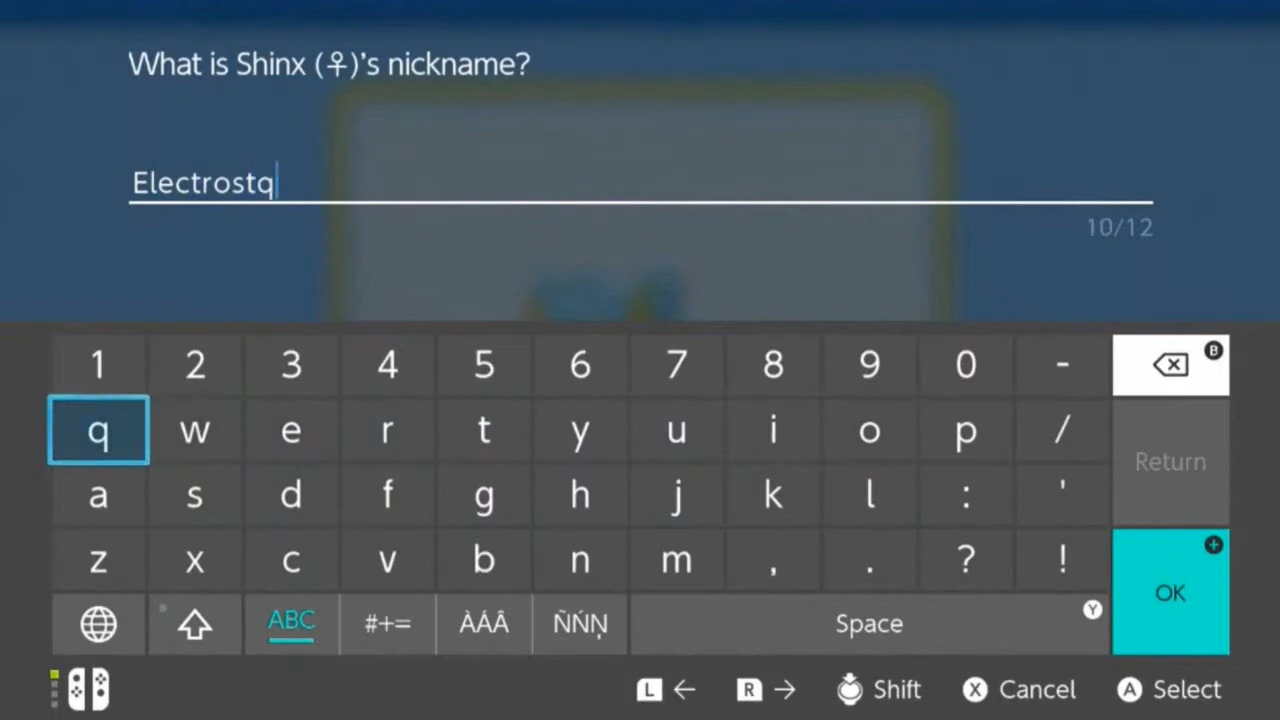 What is Shinx (♀)'s nickname?
Electrostq
10/12
1 2 3 4 5 6 7 8 9 0 -
B
q w e r t y u i o p /
Return
a s d f g h j k l : '
z x c v b n m , . ? !
+
OK
ABC #+= ÀÁÂ ÑŃŅ Space Y
L ← R → Shift X Cancel A Select